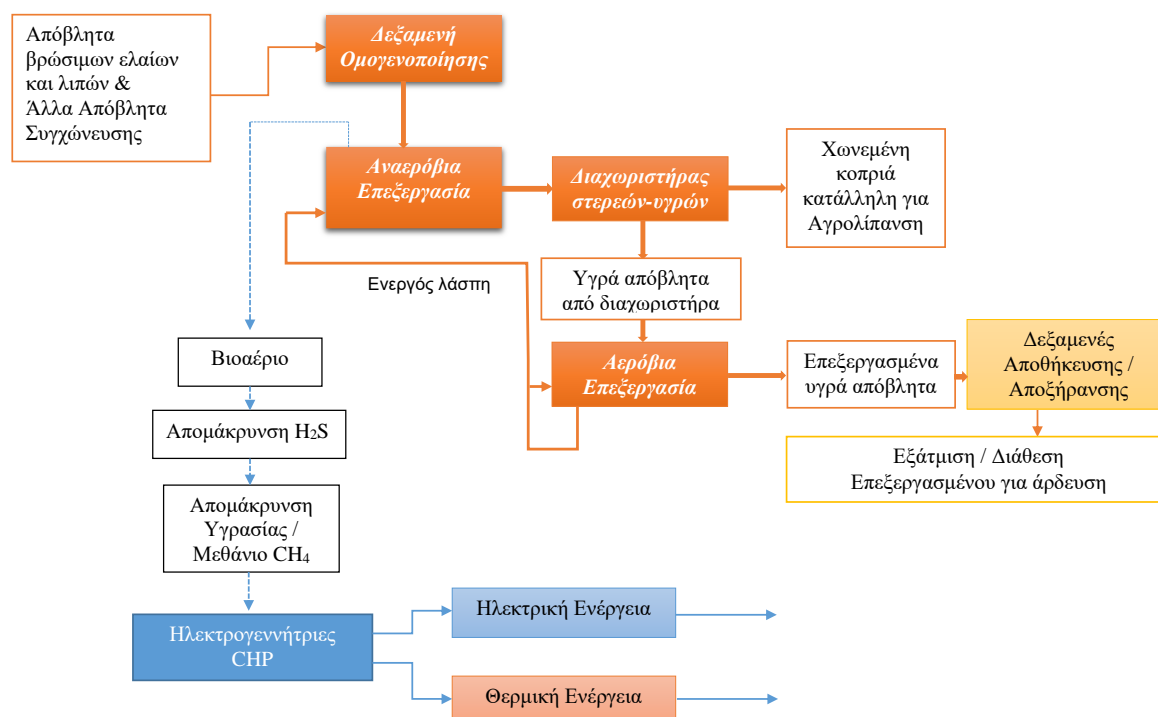 Απόβλητα
βρώσιμων ελαίων
και λιπών &
Άλλα Απόβλητα
Συγχώνευσης
Δεξαμενή
Ομογενοποίησης
Αναερόβια
Επεξεργασία
Διαχωριστήρας
στερεών-υγρών
Χωνεμένη
κοπριά
κατάλληλη για
Αγρολίπανση
Ενεργός λάσπη
Υγρά απόβλητα
από διαχωριστήρα
Αερόβια
Επεξεργασία
Επεξεργασμένα
υγρά απόβλητα
Δεξαμενές
Αποθήκευσης /
Αποξήρανσης
Εξάτμιση / Διάθεση
Επεξεργασμένου για άρδευση
Βιοαέριο
Απομάκρυνση H2S
Απομάκρυνση
Υγρασίας /
Μεθάνιο CH4
Ηλεκτρογεννήτριες
CHP
Ηλεκτρική Ενέργεια
Θερμική Ενέργεια